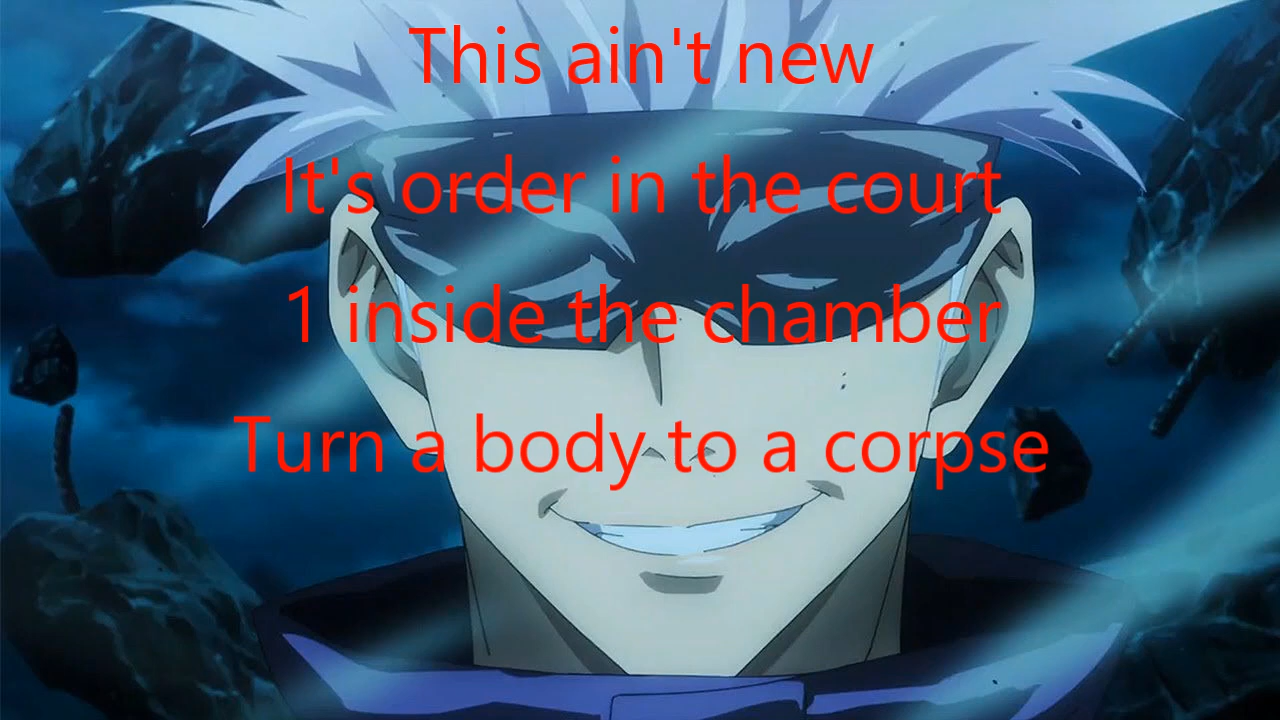 This ain't new
It's order in the court
1 inside the chamber
Turn a body to a corpse